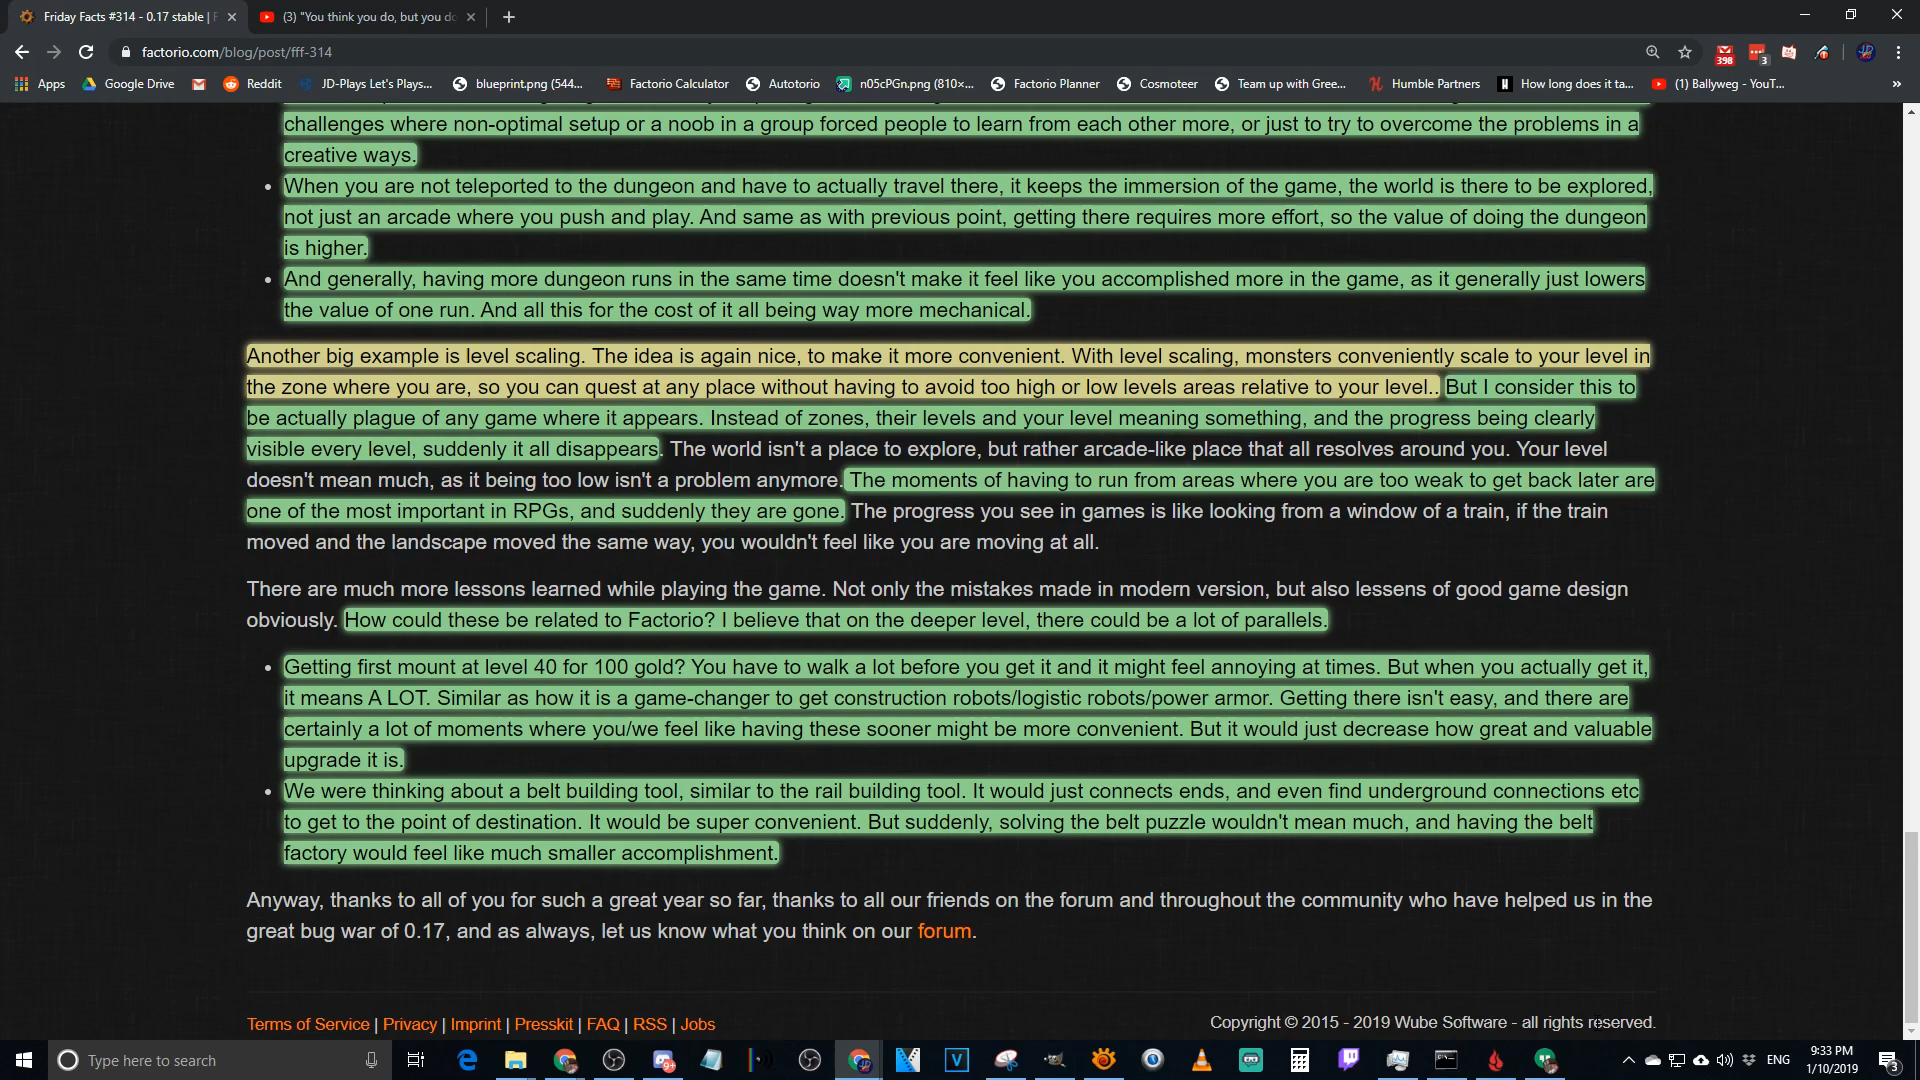 Friday Facts #314 - 0.17 stable | F
(3) "You think you do, but you do
factorio.com/blog/post/fff-314
398
3
Apps
Google Drive
Reddit
JD-Plays Let's Plays...
blueprint.png (544...
Factorio Calculator
Autotorio
n05cPGn.png (810×...
Factorio Planner
Cosmoteer
Team up with Gree...
Humble Partners
How long does it ta...
(1) Ballyweg - YouT...
»
challenges where non-optimal setup or a noob in a group forced people to learn from each other more, or just to try to overcome the problems in a
creative ways.
• When you are not teleported to the dungeon and have to actually travel there, it keeps the immersion of the game, the world is there to be explored,
not just an arcade where you push and play. And same as with previous point, getting there requires more effort, so the value of doing the dungeon
is higher.
• And generally, having more dungeon runs in the same time doesn't make it feel like you accomplished more in the game, as it generally just lowers
the value of one run. And all this for the cost of it all being way more mechanical.
Another big example is level scaling. The idea is again nice, to make it more convenient. With level scaling, monsters conveniently scale to your level in
the zone where you are, so you can quest at any place without having to avoid too high or low levels areas relative to your level.. But I consider this to
be actually plague of any game where it appears. Instead of zones, their levels and your level meaning something, and the progress being clearly
visible every level, suddenly it all disappears. The world isn't a place to explore, but rather arcade-like place that all resolves around you. Your level
doesn't mean much, as it being too low isn't a problem anymore. The moments of having to run from areas where you are too weak to get back later are
one of the most important in RPGs, and suddenly they are gone. The progress you see in games is like looking from a window of a train, if the train
moved and the landscape moved the same way, you wouldn't feel like you are moving at all.
There are much more lessons learned while playing the game. Not only the mistakes made in modern version, but also lessens of good game design
obviously. How could these be related to Factorio? I believe that on the deeper level, there could be a lot of parallels.
• Getting first mount at level 40 for 100 gold? You have to walk a lot before you get it and it might feel annoying at times. But when you actually get it,
it means A LOT. Similar as how it is a game-changer to get construction robots/logistic robots/power armor. Getting there isn't easy, and there are
certainly a lot of moments where you/we feel like having these sooner might be more convenient. But it would just decrease how great and valuable
upgrade it is.
• We were thinking about a belt building tool, similar to the rail building tool. It would just connects ends, and even find underground connections etc
to get to the point of destination. It would be super convenient. But suddenly, solving the belt puzzle wouldn't mean much, and having the belt
factory would feel like much smaller accomplishment.
Anyway, thanks to all of you for such a great year so far, thanks to all our friends on the forum and throughout the community who have helped us in the
great bug war of 0.17, and as always, let us know what you think on our forum.
Terms of Service | Privacy | Imprint | Presskit | FAQ | RSS | Jobs
Copyright © 2015 - 2019 Wube Software - all rights reserved.
Type here to search
ENG
9:33 PM
1/10/2019
3